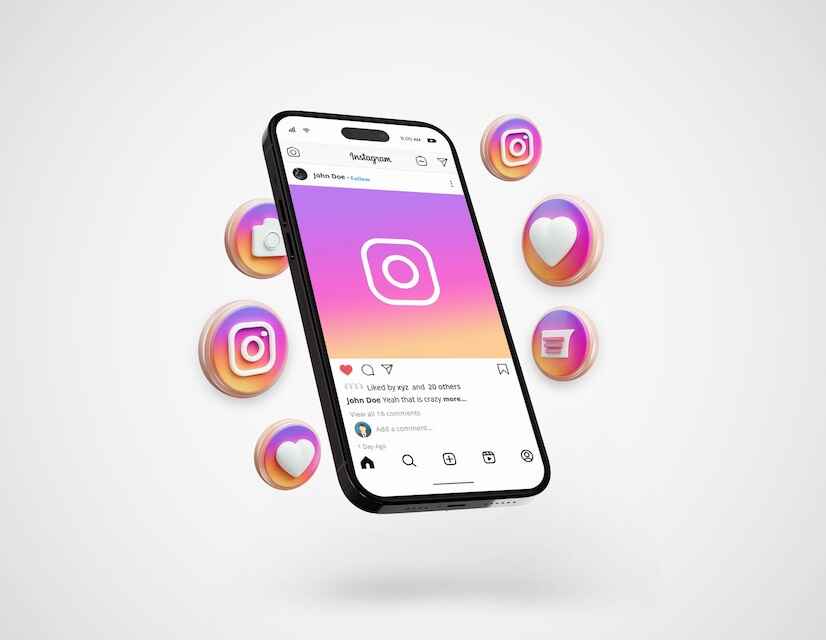 9:00 AM
Instagram
John Doe • Follow
Liked by xyz and 20 others
John Doe Yeah that is crazy more...
View all 16 comments
Add a comment...
1 Day Ago